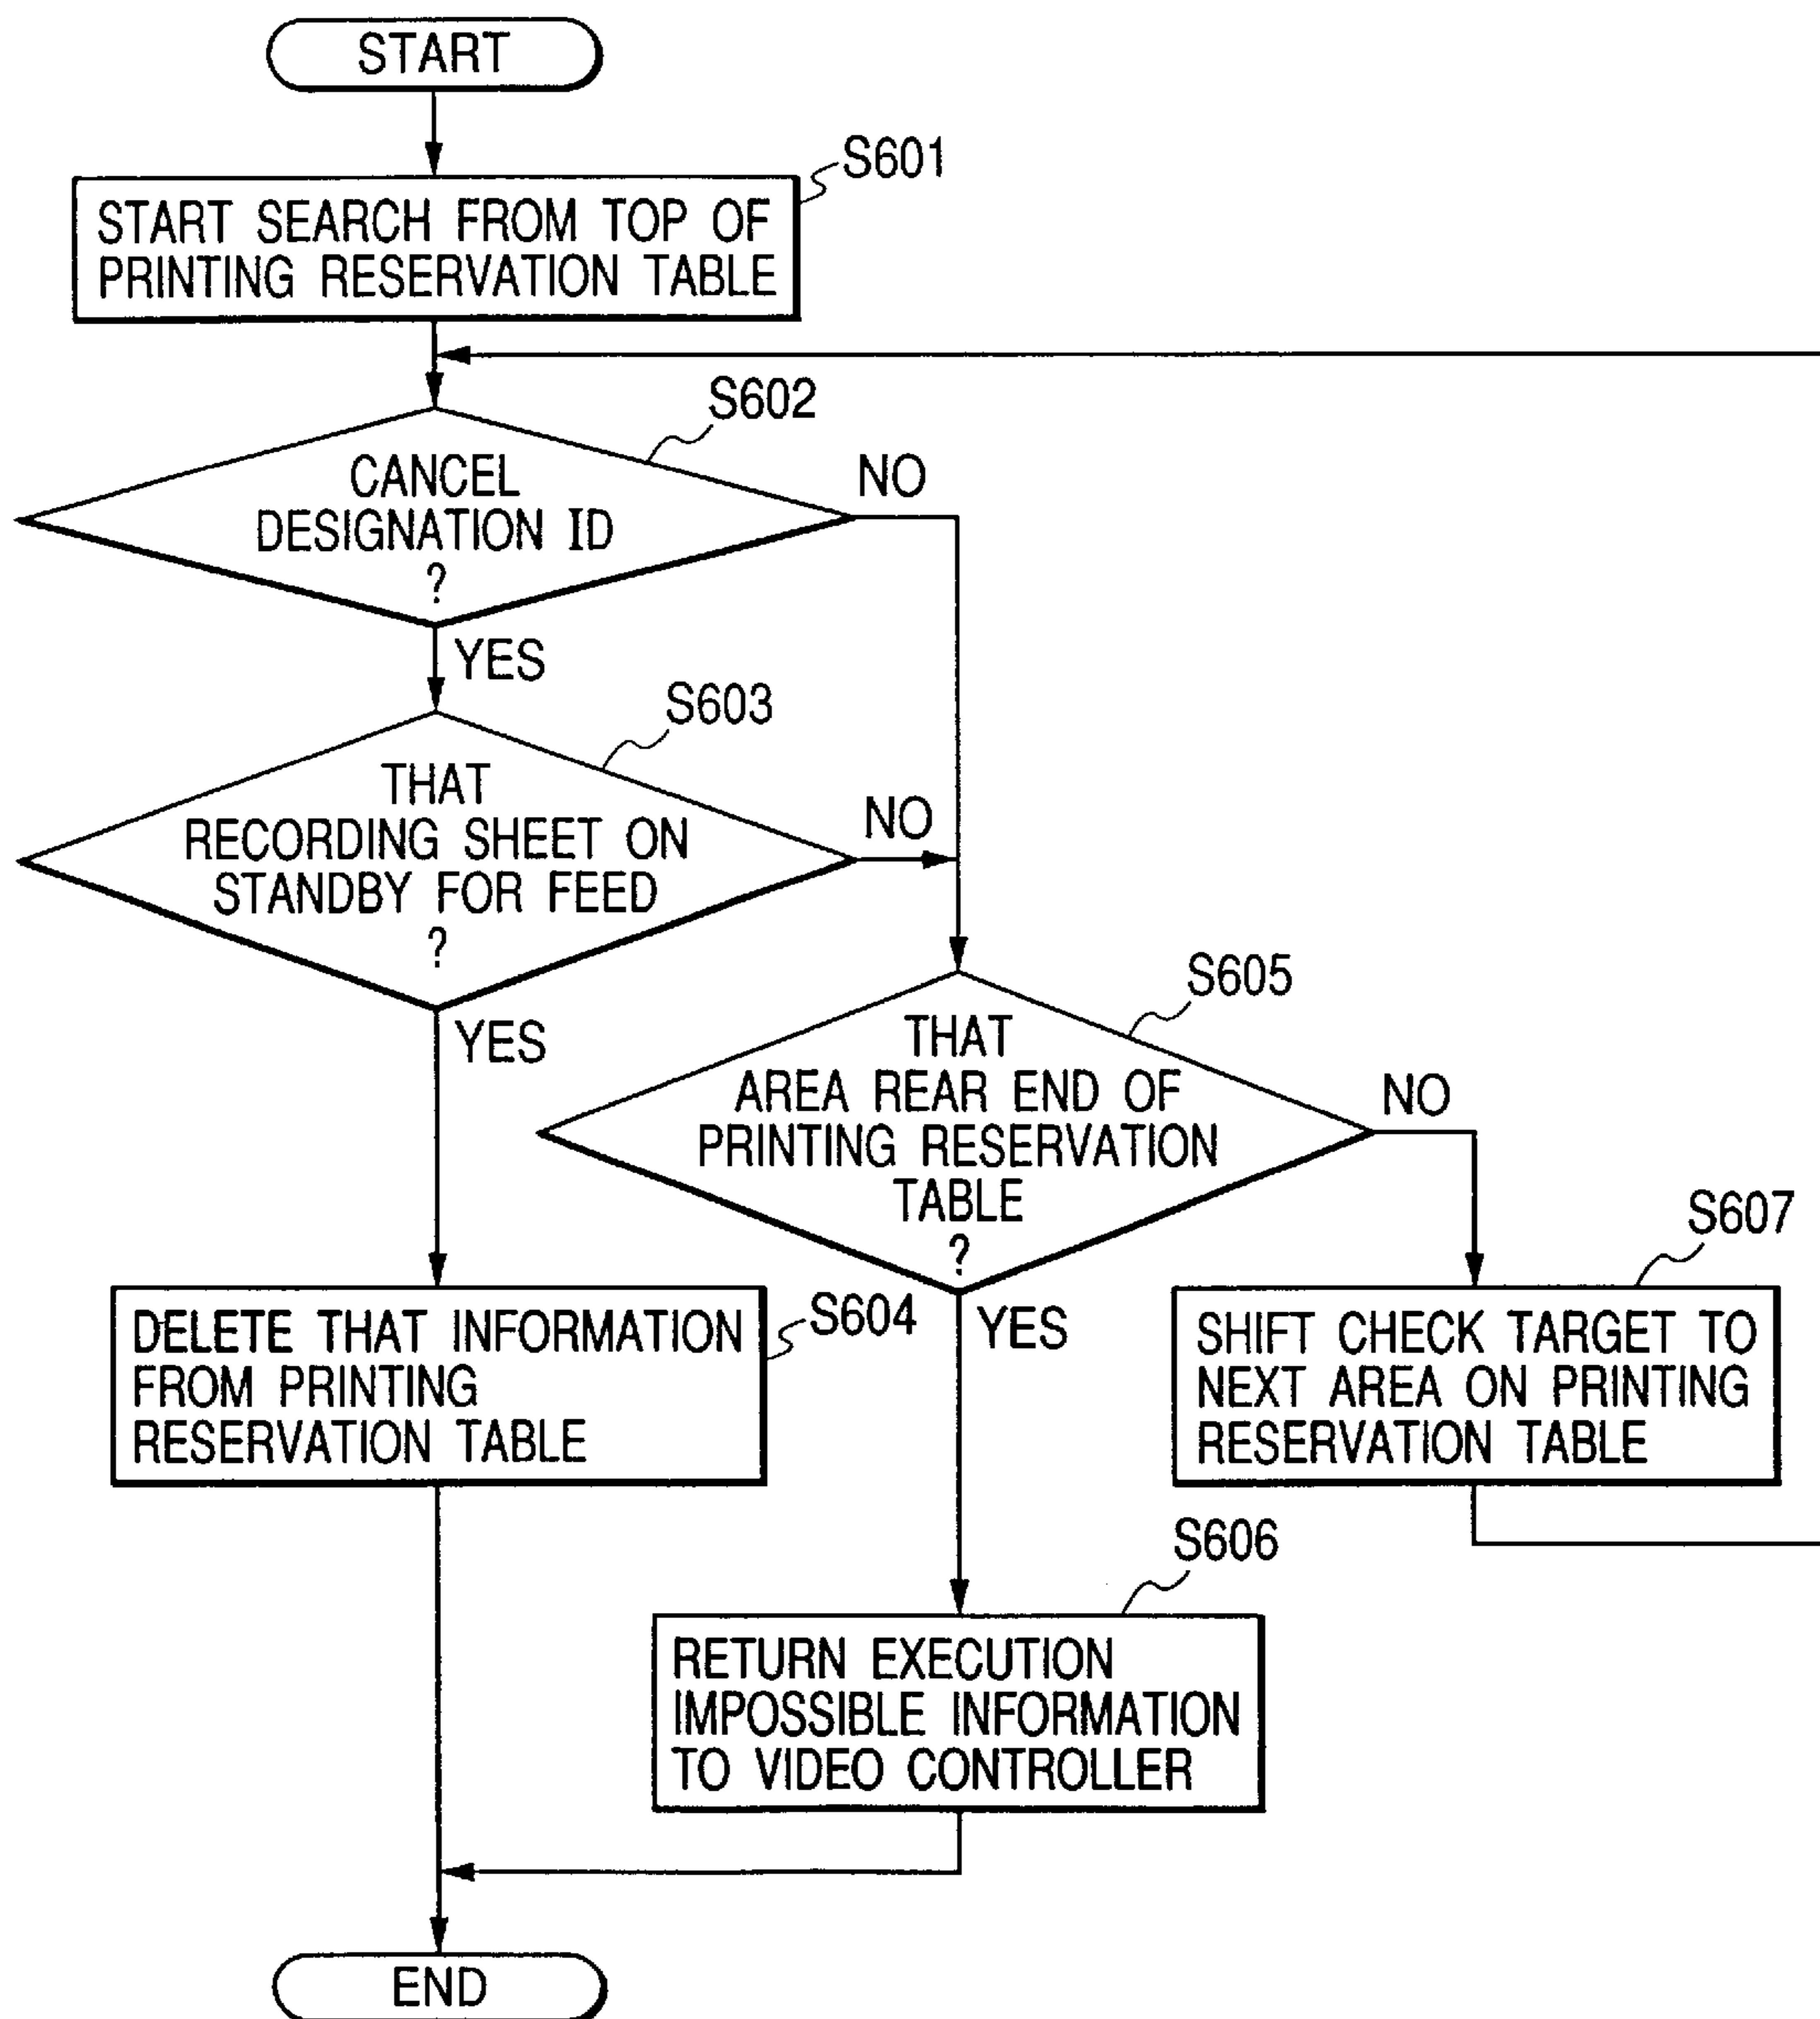 START
S601
START SEARCH FROM TOP OF
PRINTING RESERVATION TABLE
S602
CANCEL
DESIGNATION ID
?
NO
YES
S603
THAT
RECORDING SHEET ON
STANDBY FOR FEED
?
NO
YES
S605
THAT
AREA REAR END OF
PRINTING RESERVATION
TABLE
?
NO
YES
S607
SHIFT CHECK TARGET TO
NEXT AREA ON PRINTING
RESERVATION TABLE
S604
DELETE THAT INFORMATION
FROM PRINTING
RESERVATION TABLE
S606
RETURN EXECUTION
IMPOSSIBLE INFORMATION
TO VIDEO CONTROLLER
END